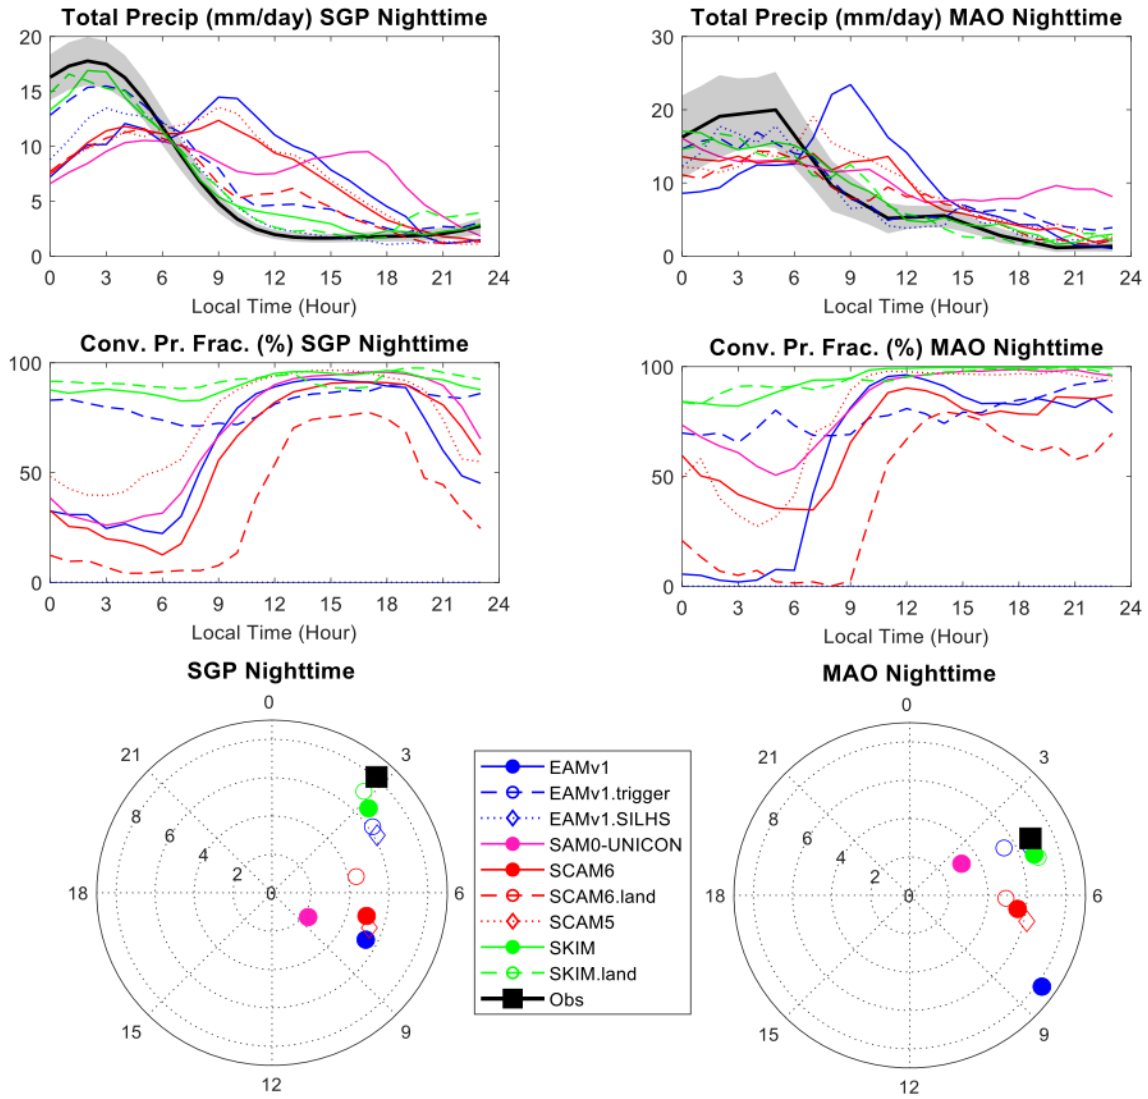 Total Precip (mm/day) SGP Nighttime
20
15
10
5
0
0 3 6 9 12 15 18 21 24
Local Time (Hour)
Total Precip (mm/day) MAO Nighttime
30
20
10
0
0 3 6 9 12 15 18 21 24
Local Time (Hour)
Conv. Pr. Frac. (%) SGP Nighttime
100
50
0
0 3 6 9 12 15 18 21 24
Local Time (Hour)
Conv. Pr. Frac. (%) MAO Nighttime
100
50
0
0 3 6 9 12 15 18 21 24
Local Time (Hour)
SGP Nighttime
0
21 3
8
6
4
2
18 0 6
15 9
12
EAMv1
EAMv1.trigger
EAMv1.SILHS
SAM0-UNICON
SCAM6
SCAM6.land
SCAM5
SKIM
SKIM.land
Obs
MAO Nighttime
0
21 3
8
6
4
2
18 0 6
15 9
12